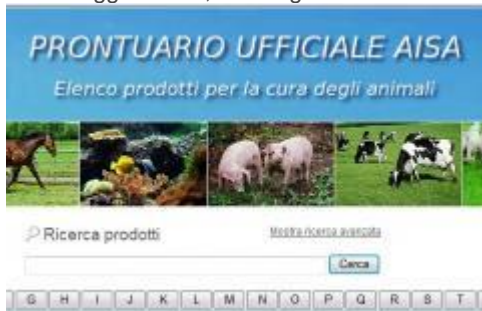 PRONTUARIO UFFICIALE AISA
Elenco prodotti per la cura degli animali
Ricerca prodotti
Mostra ricerca avanzata
Cerca
G H I J K L M N O P Q R S T